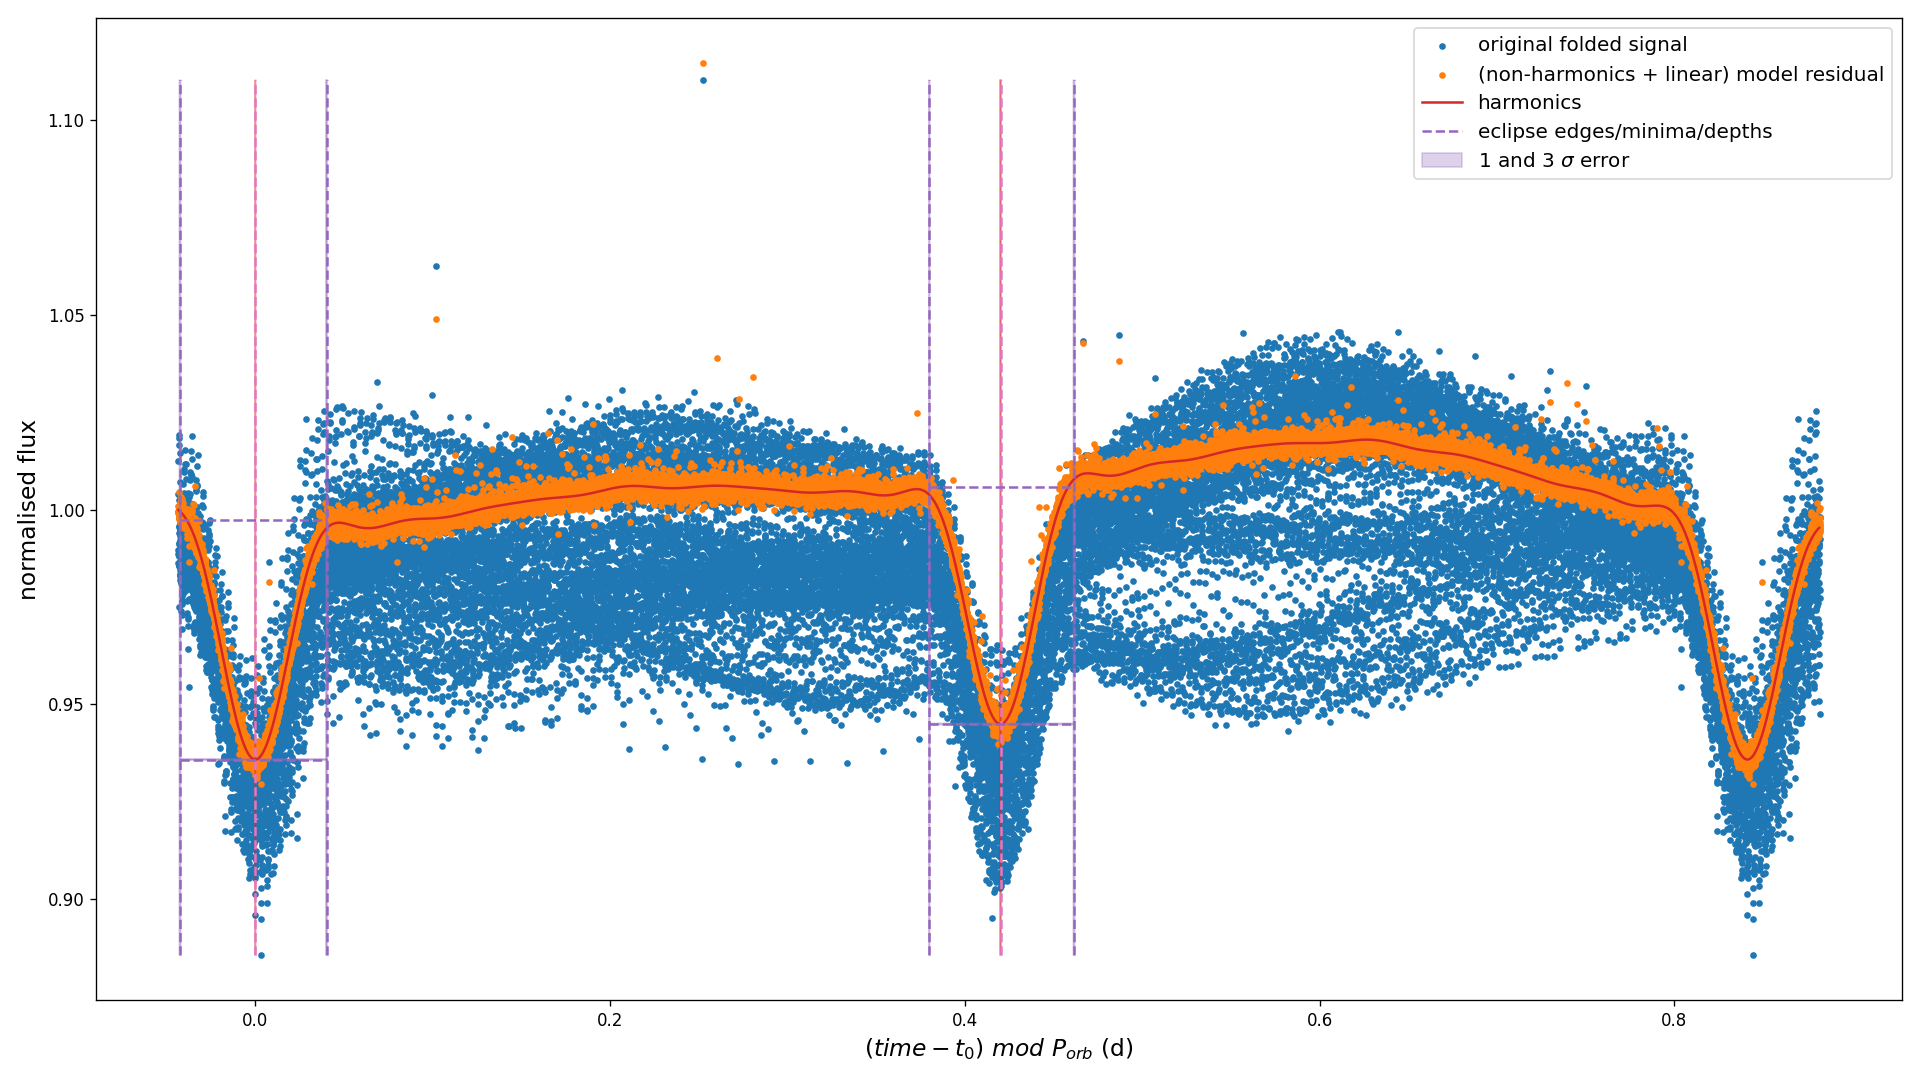 original folded signal
(non-harmonics + linear) model residual
harmonics
eclipse edges/minima/depths
1 and 3 σ error
1.10
1.05
1.00
0.95
0.90
normalised flux
0.0 0.2 0.4 0.6 0.8
(time − t₀) mod P_orb (d)